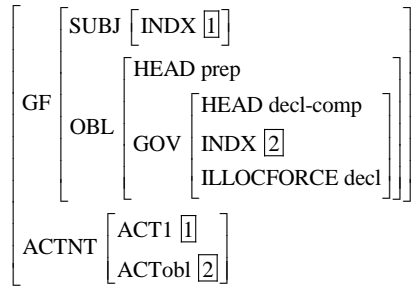 SUBJ [INDX 1]
HEAD prep
GF
HEAD decl-comp
OBL
GOV
INDX 2
ILLOCFORCE decl
ACT1 1
ACTNT
ACTobl 2